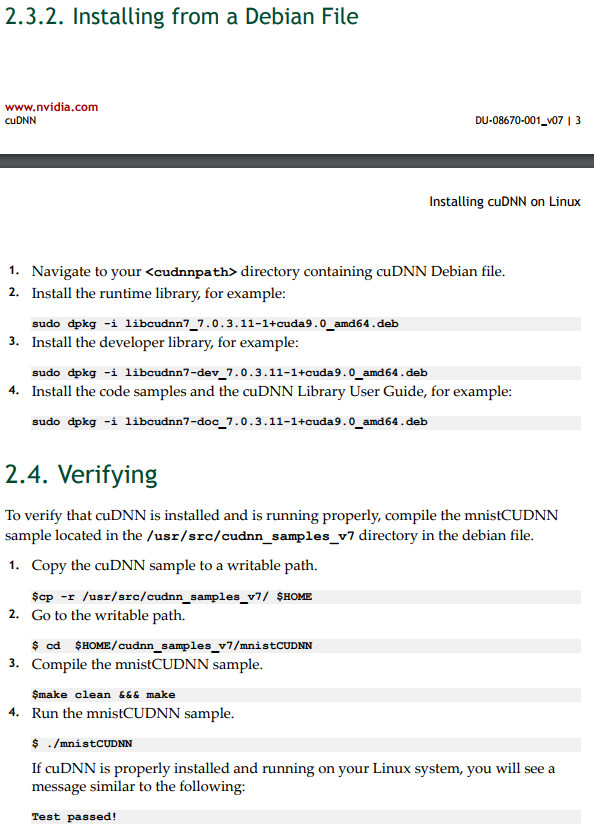 2.3.2. Installing from a Debian File
www.nvidia.com
cuDNN
DU-08670-001_v07 | 3
Installing cuDNN on Linux
1. Navigate to your <cudnnpath> directory containing cuDNN Debian file.
2. Install the runtime library, for example:
sudo dpkg -i libcudnn7_7.0.3.11-1+cuda9.0_amd64.deb
3. Install the developer library, for example:
sudo dpkg -i libcudnn7-dev_7.0.3.11-1+cuda9.0_amd64.deb
4. Install the code samples and the cuDNN Library User Guide, for example:
sudo dpkg -i libcudnn7-doc_7.0.3.11-1+cuda9.0_amd64.deb
2.4. Verifying
To verify that cuDNN is installed and is running properly, compile the mnistCUDNN
sample located in the /usr/src/cudnn_samples_v7 directory in the debian file.
1. Copy the cuDNN sample to a writable path.
$cp -r /usr/src/cudnn_samples_v7/ $HOME
2. Go to the writable path.
$ cd  $HOME/cudnn_samples_v7/mnistCUDNN
3. Compile the mnistCUDNN sample.
$make clean &&& make
4. Run the mnistCUDNN sample.
$ ./mnistCUDNN
If cuDNN is properly installed and running on your Linux system, you will see a
message similar to the following:
Test passed!